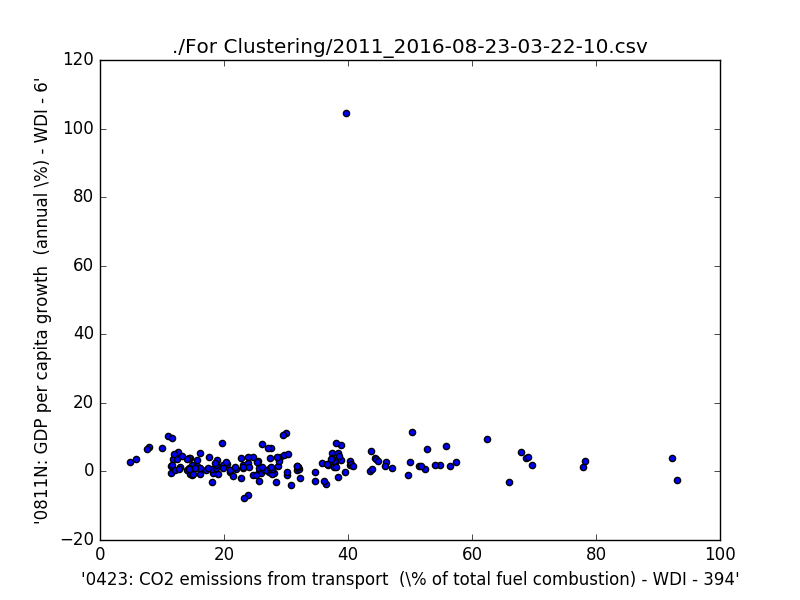 ./For Clustering/2011_2016-08-23-03-22-10.csv
120
100
80
60
40
20
0
−20
'0811N: GDP per capita growth  (annual \%) - WDI - 6'
0 20 40 60 80 100
'0423: CO2 emissions from transport  (\% of total fuel combustion) - WDI - 394'